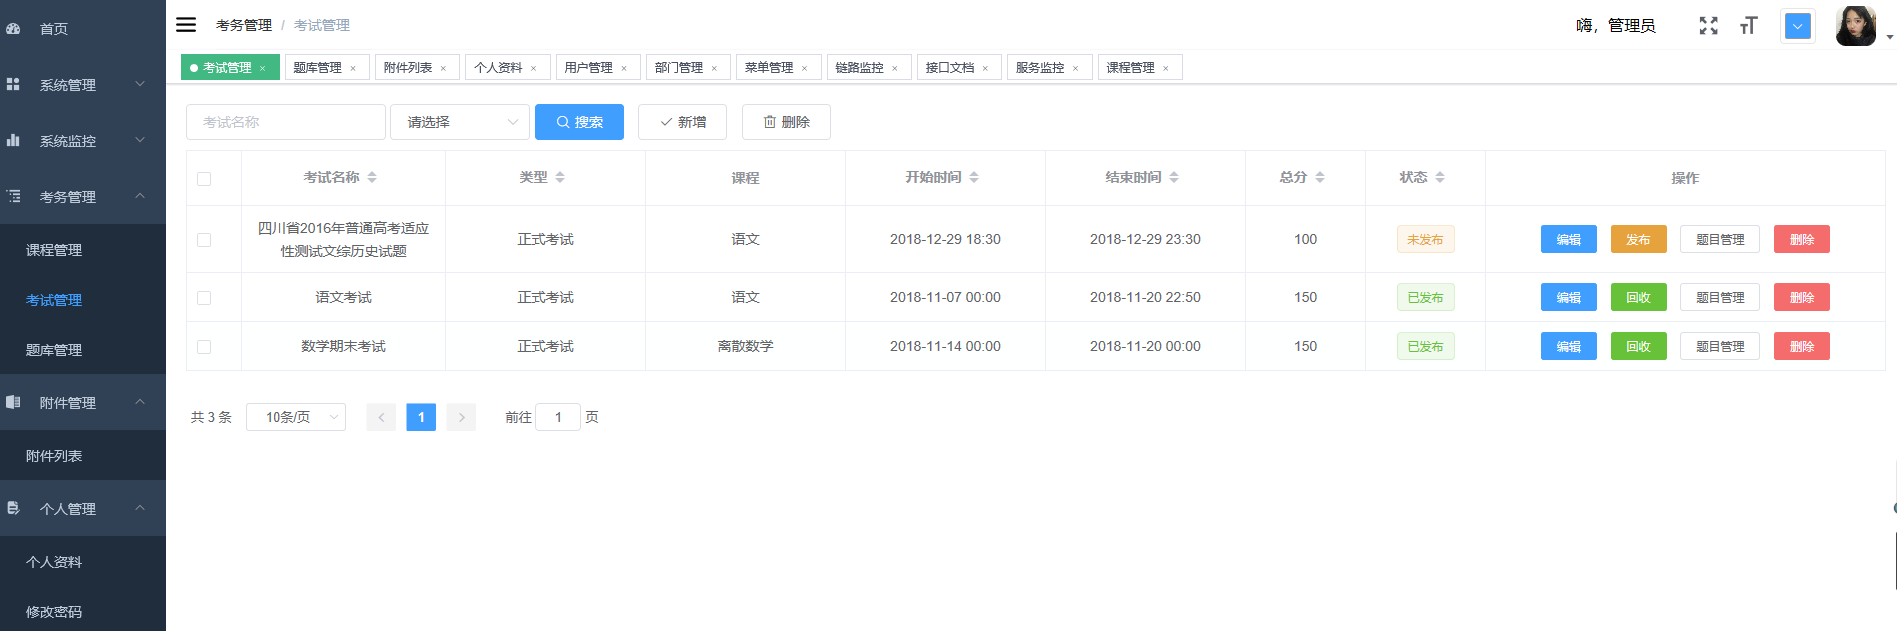 首页
系统管理
系统监控
考务管理
课程管理
考试管理
题库管理
附件管理
附件列表
个人管理
个人资料
修改密码
考务管理 / 考试管理
嗨，管理员
考试管理 × 题库管理 × 附件列表 × 个人资料 × 用户管理 × 部门管理 × 菜单管理 × 链路监控 × 接口文档 × 服务监控 × 课程管理 ×
考试名称 请选择 搜索 新增 删除
考试名称 类型 课程 开始时间 结束时间 总分 状态 操作
四川省2016年普通高考适应
性测试文综历史试题 正式考试 语文 2018-12-29 18:30 2018-12-29 23:30 100 未发布 编辑 发布 题目管理 删除
语文考试 正式考试 语文 2018-11-07 00:00 2018-11-20 22:50 150 已发布 编辑 回收 题目管理 删除
数学期末考试 正式考试 离散数学 2018-11-14 00:00 2018-11-20 00:00 150 已发布 编辑 回收 题目管理 删除
共 3 条 10条/页 1 前往 1 页